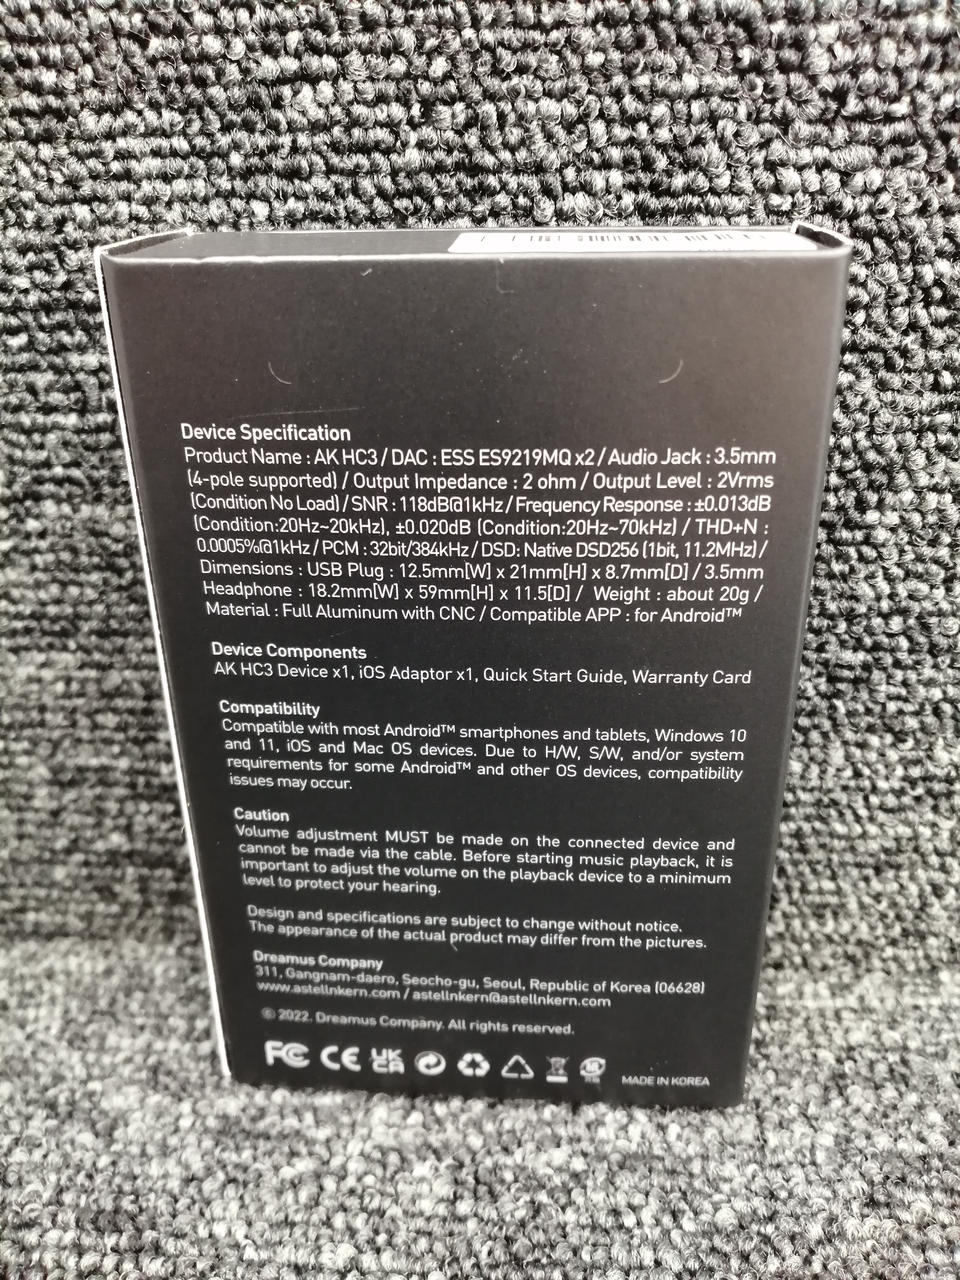 Device Specification
Product Name : AK HC3 / DAC : ESS ES9219MQ x2 / Audio Jack : 3.5mm
(4-pole supported) / Output Impedance : 2 ohm / Output Level : 2Vrms
(Condition No Load) / SNR : 118dB@1kHz / Frequency Response : ±0.013dB
(Condition:20Hz~20kHz), ±0.020dB (Condition:20Hz~70kHz) / THD+N :
0.0005%@1kHz / PCM : 32bit/384kHz / DSD: Native DSD256 (1bit, 11.2MHz) /
Dimensions : USB Plug : 12.5mm[W] x 21mm[H] x 8.7mm[D] / 3.5mm
Headphone : 18.2mm[W] x 59mm[H] x 11.5[D] / Weight : about 20g /
Material : Full Aluminum with CNC / Compatible APP : for Android™
Device Components
AK HC3 Device x1, iOS Adaptor x1, Quick Start Guide, Warranty Card
Compatibility
Compatible with most Android™ smartphones and tablets, Windows 10
and 11, iOS and Mac OS devices. Due to H/W, S/W, and/or system
requirements for some Android™ and other OS devices, compatibility
issues may occur.
Caution
Volume adjustment MUST be made on the connected device and
cannot be made via the cable. Before starting music playback, it is
important to adjust the volume on the playback device to a minimum
level to protect your hearing.
Design and specifications are subject to change without notice.
The appearance of the actual product may differ from the pictures.
Dreamus Company
311, Gangnam-daero, Seocho-gu, Seoul, Republic of Korea (06628)
www.astellnkern.com / astellnkern@astellnkern.com
© 2022. Dreamus Company. All rights reserved.
FC CE UK CA
MADE IN KOREA